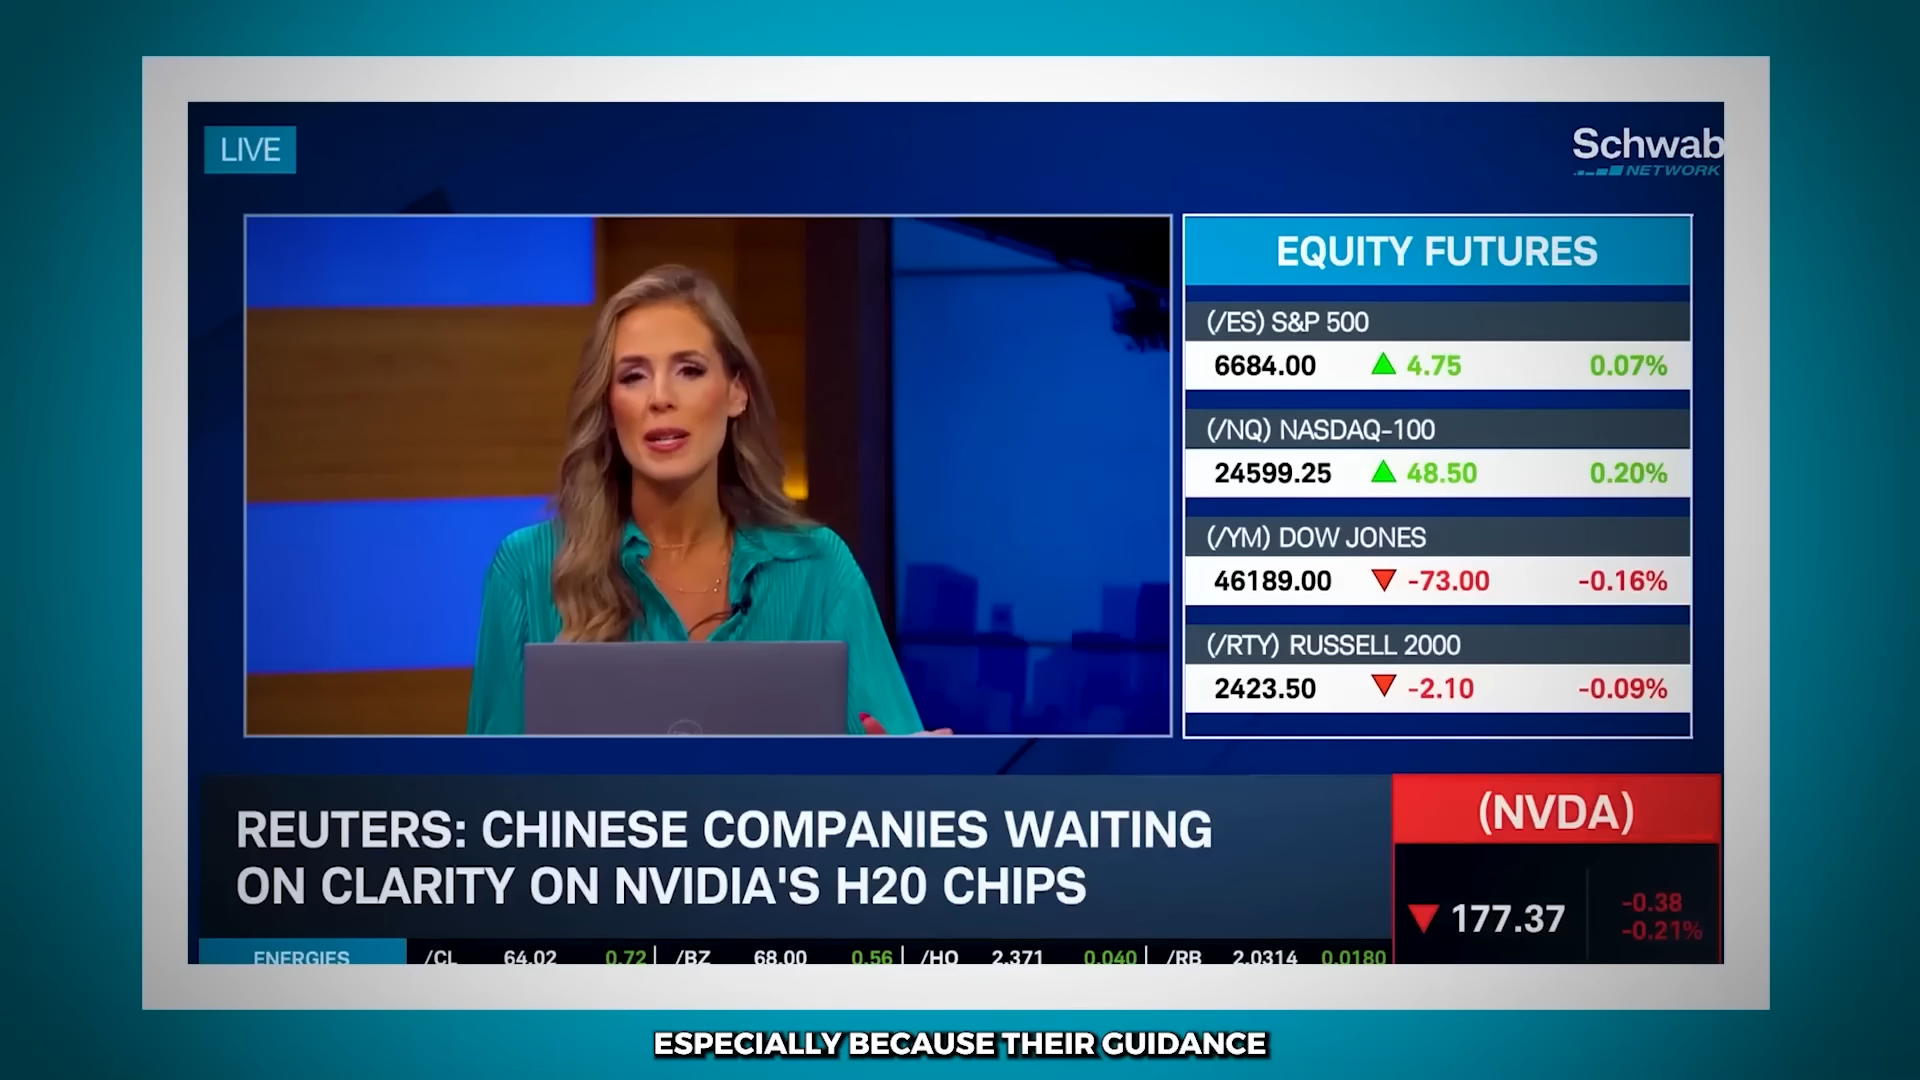 LIVE
Schwab
NETWORK
EQUITY FUTURES
(/ES) S&P 500
6684.00 4.75 0.07%
(/NQ) NASDAQ-100
24599.25 48.50 0.20%
(/YM) DOW JONES
46189.00 -73.00 -0.16%
(/RTY) RUSSELL 2000
2423.50 -2.10 -0.09%
REUTERS: CHINESE COMPANIES WAITING
ON CLARITY ON NVIDIA'S H20 CHIPS
(NVDA)
177.37 -0.38
-0.21%
ENERGIES /CL 64.02 0.72 /BZ 68.00 0.56 /HO 2.371 0.040 /RB 2.0314 0.0180
ESPECIALLY BECAUSE THEIR GUIDANCE